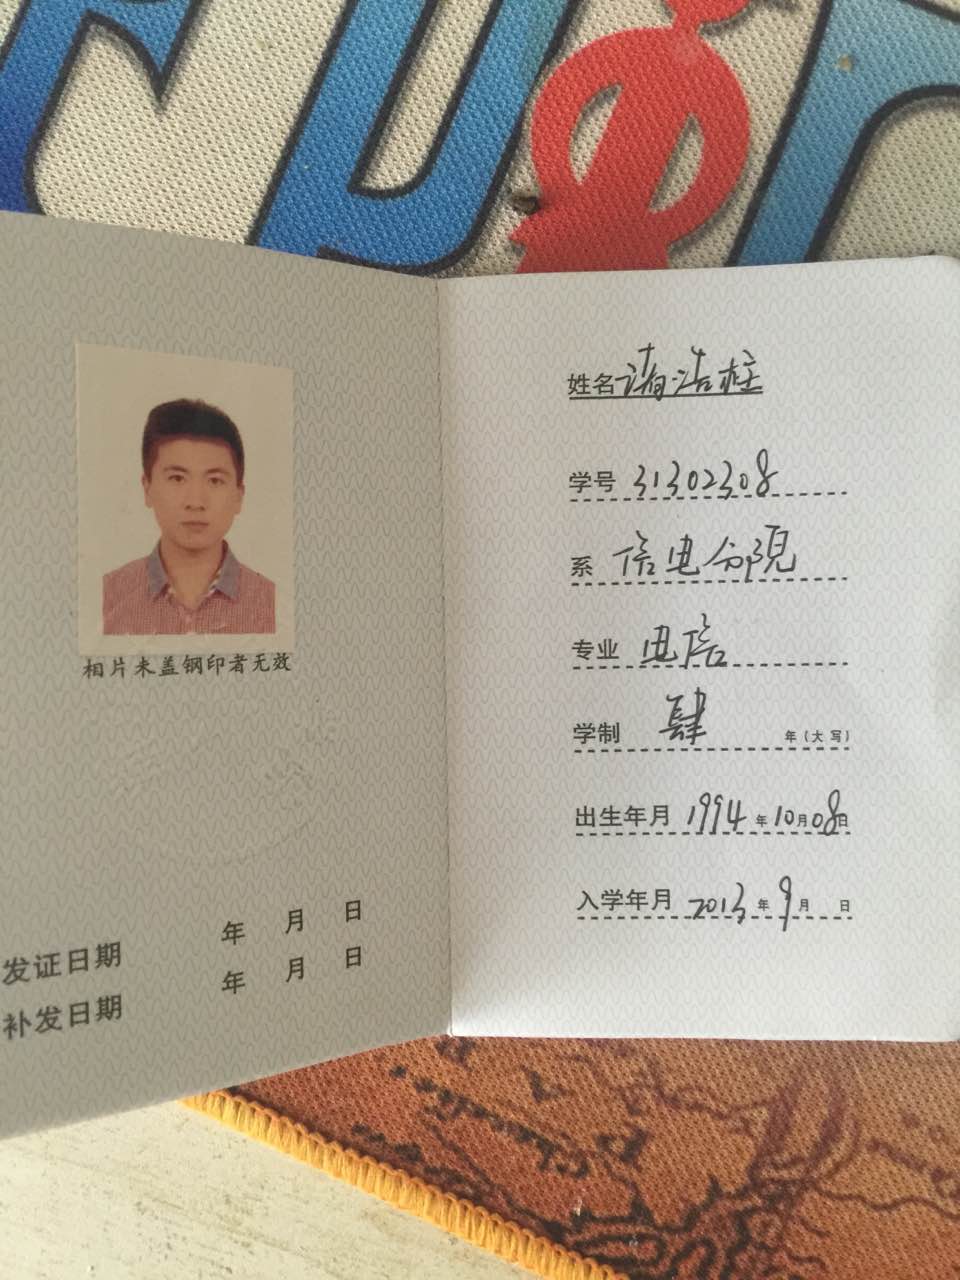 相片未盖钢印者无效
发证日期 年 月 日
补发日期 年 月 日
姓名 诸浩柱
学号 31302308
系 信电分院
专业 电信
学制 肆 年(大写)
出生年月 1994 年 10 月 08 日
入学年月 2013 年 9 月 日